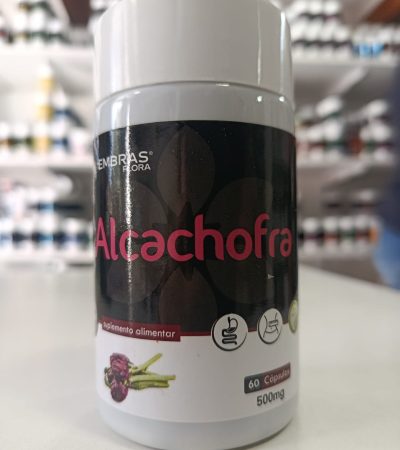 EMBRAS®
FLORA
Alcachofra
suplemento alimentar
60 Cápsulas
500mg